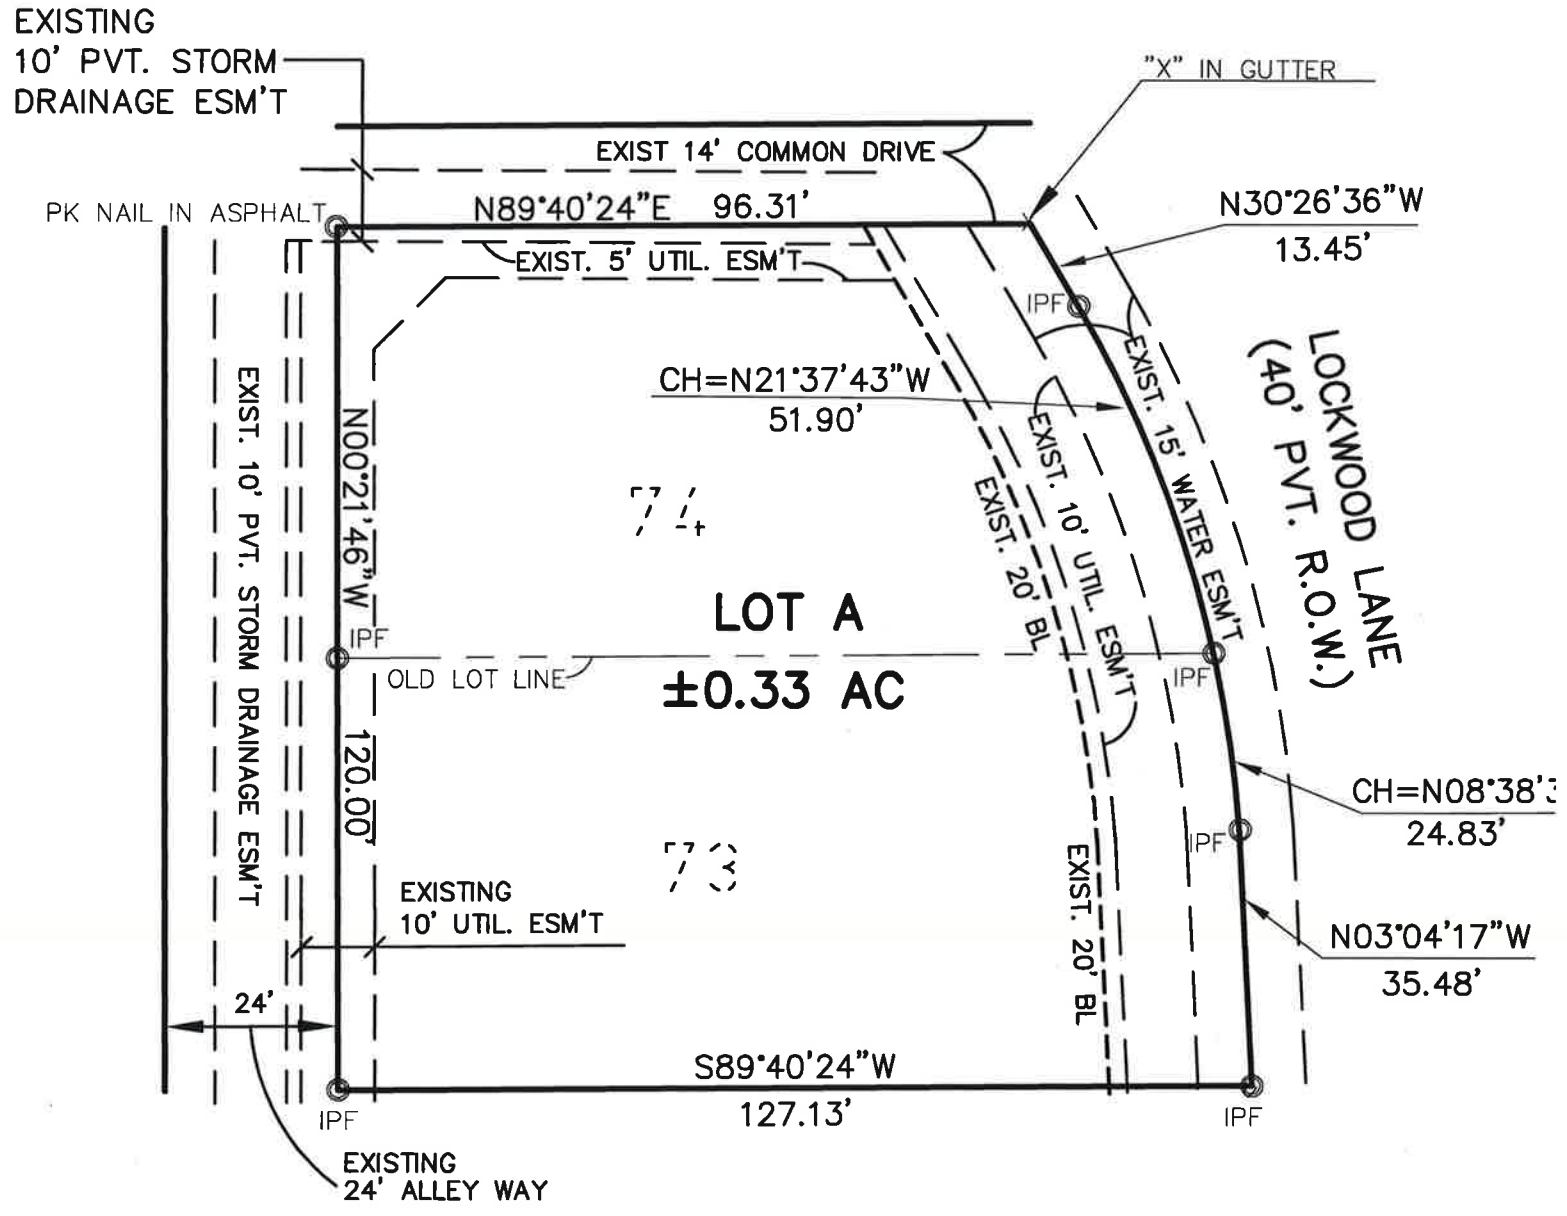 EXISTING
10' PVT. STORM
DRAINAGE ESM'T
"X" IN GUTTER
EXIST 14' COMMON DRIVE
PK NAIL IN ASPHALT
N89°40'24"E 96.31'
N30°26'36"W
13.45'
EXIST. 5' UTIL. ESM'T
IPF
CH=N21°37'43"W
51.90'
EXIST. 15' WATER ESM'T
LOCKWOOD LANE
(40' PVT. R.O.W.)
EXIST. 10' PVT. STORM DRAINAGE ESM'T
N00°21'46"W
120.00'
EXIST. 10' UTIL. ESM'T
EXIST. 20' BL
74
LOT A
±0.33 AC
IPF
OLD LOT LINE
IPF
CH=N08°38'3
24.83'
IPF
73
EXIST. 20' BL
EXISTING
10' UTIL. ESM'T
N03°04'17"W
35.48'
24'
S89°40'24"W
127.13'
IPF
IPF
EXISTING
24' ALLEY WAY